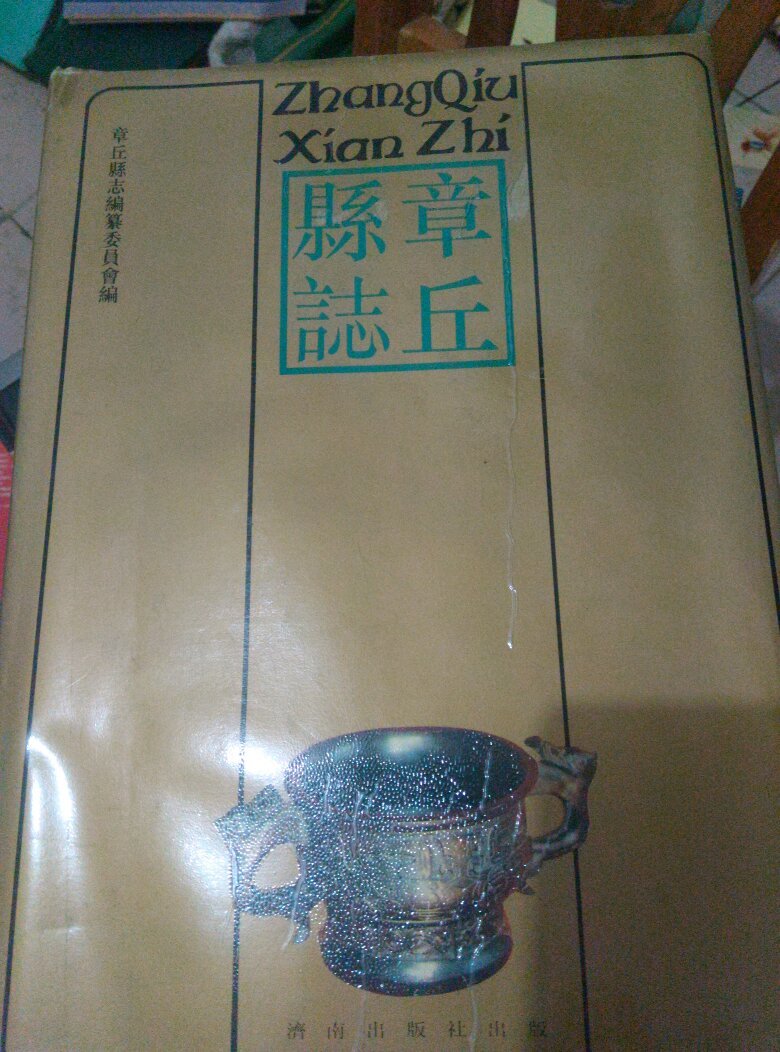 ZhangQiu
Xian Zhi
章丘
縣誌
章丘縣志編纂委員會編
濟南出版社出版